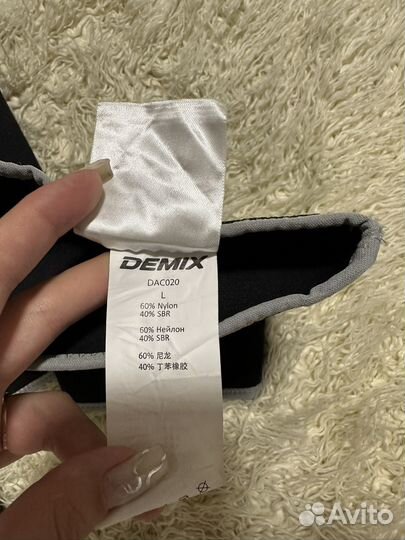 DEMIX
DAC020
L
60% Nylon
40% SBR
60% Нейлон
40% SBR
60% 尼龙
40% 丁苯橡胶
Avito